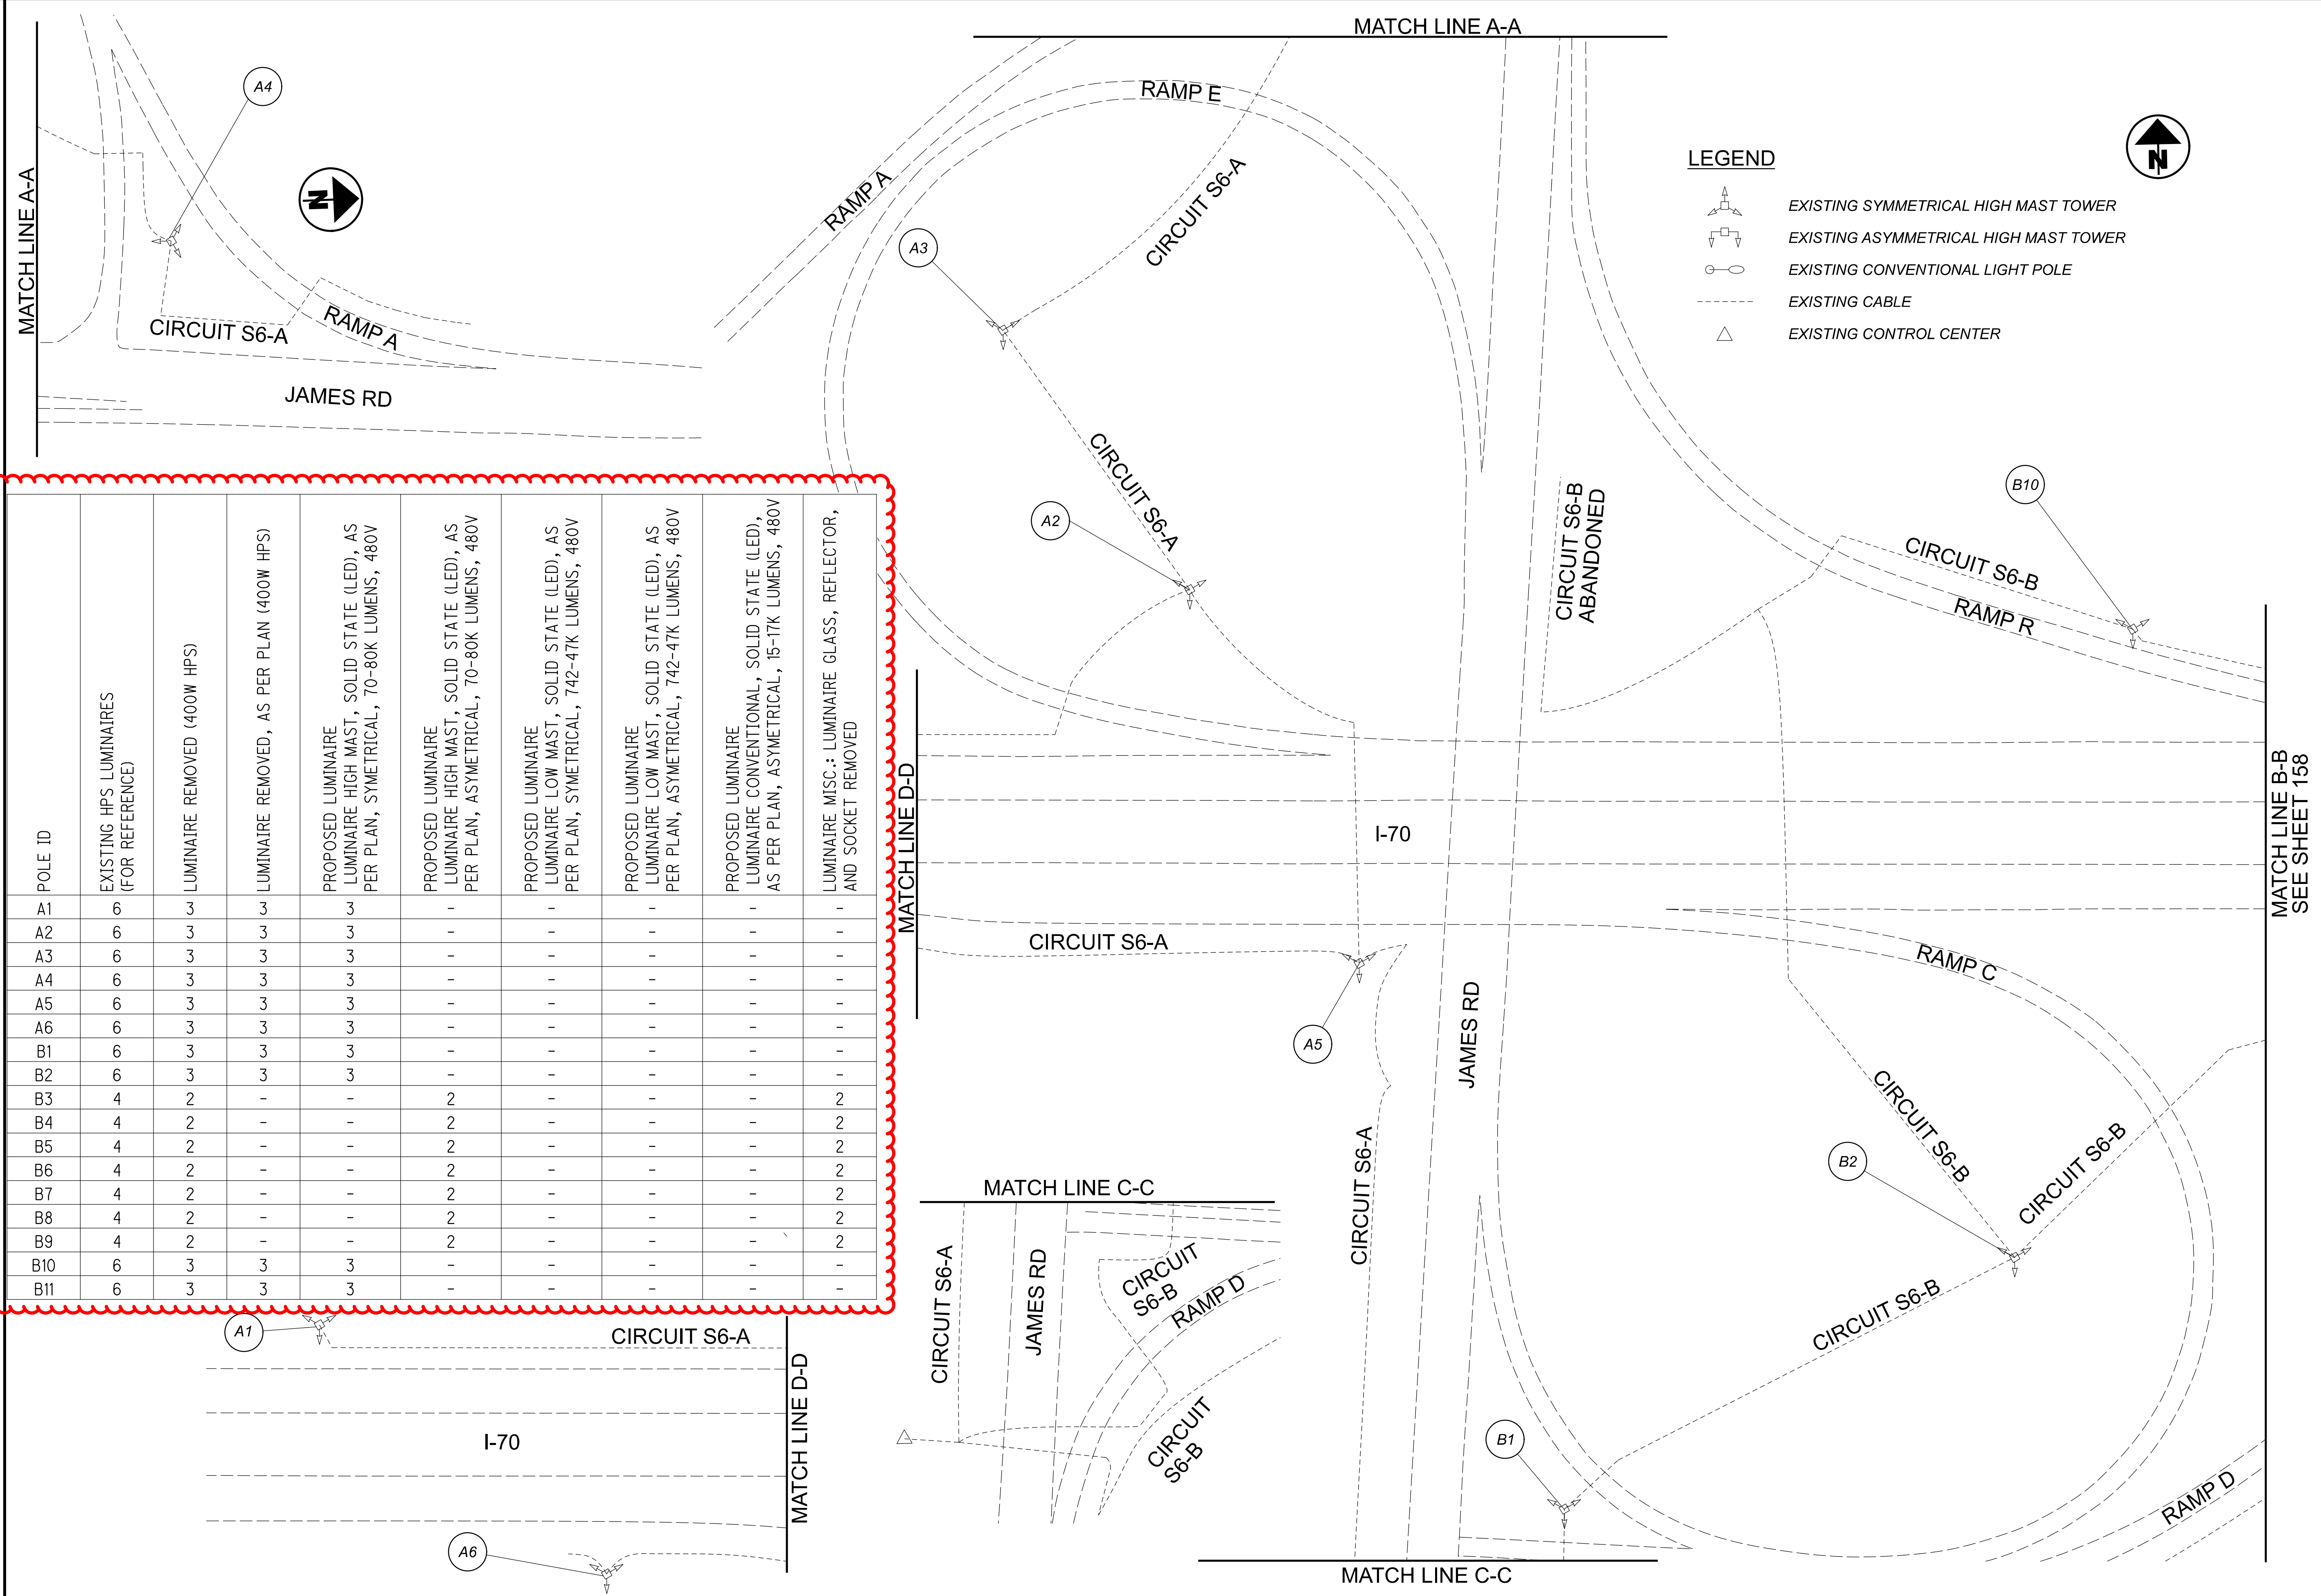 MATCH LINE A-A
A4
N
CIRCUIT S6-A
RAMP A
JAMES RD
MATCH LINE A-A
RAMP E
RAMP A
CIRCUIT S6-A
A3
CIRCUIT S6-A
A2
CIRCUIT S6-B
ABANDONED
LEGEND
N
EXISTING SYMMETRICAL HIGH MAST TOWER
EXISTING ASYMMETRICAL HIGH MAST TOWER
EXISTING CONVENTIONAL LIGHT POLE
EXISTING CABLE
EXISTING CONTROL CENTER
B10
CIRCUIT S6-B
RAMP R
MATCH LINE B-B
SEE SHEET 158
POLE ID
EXISTING HPS LUMINAIRES
(FOR REFERENCE)
LUMINAIRE REMOVED (400W HPS)
LUMINAIRE REMOVED, AS PER PLAN (400W HPS)
PROPOSED LUMINAIRE
LUMINAIRE HIGH MAST, SOLID STATE (LED), AS
PER PLAN, SYMETRICAL, 70-80K LUMENS, 480V
PROPOSED LUMINAIRE
LUMINAIRE HIGH MAST, SOLID STATE (LED), AS
PER PLAN, ASYMETRICAL, 70-80K LUMENS, 480V
PROPOSED LUMINAIRE
LUMINAIRE LOW MAST, SOLID STATE (LED), AS
PER PLAN, SYMETRICAL, 742-47K LUMENS, 480V
PROPOSED LUMINAIRE
LUMINAIRE LOW MAST, SOLID STATE (LED), AS
PER PLAN, ASYMETRICAL, 742-47K LUMENS, 480V
PROPOSED LUMINAIRE
LUMINAIRE CONVENTIONAL, SOLID STATE (LED),
AS PER PLAN, ASYMETRICAL, 15-17K LUMENS, 480V
LUMINAIRE MISC.: LUMINAIRE GLASS, REFLECTOR,
AND SOCKET REMOVED
A1 6 3 3 3 - - - - -
A2 6 3 3 3 - - - - -
A3 6 3 3 3 - - - - -
A4 6 3 3 3 - - - - -
A5 6 3 3 3 - - - - -
A6 6 3 3 3 - - - - -
B1 6 3 3 3 - - - - -
B2 6 3 3 3 - - - - -
B3 4 2 - - 2 - - - 2
B4 4 2 - - 2 - - - 2
B5 4 2 - - 2 - - - 2
B6 4 2 - - 2 - - - 2
B7 4 2 - - 2 - - - 2
B8 4 2 - - 2 - - - 2
B9 4 2 - - 2 - - - 2
B10 6 3 3 3 - - - - -
B11 6 3 3 3 - - - - -
MATCH LINE D-D
I-70
CIRCUIT S6-A
A5
JAMES RD
RAMP C
CIRCUIT S6-B
CIRCUIT S6-B
B2
CIRCUIT S6-B
CIRCUIT S6-A
B1
RAMP D
MATCH LINE C-C
MATCH LINE C-C
CIRCUIT S6-A
JAMES RD
CIRCUIT
S6-B
RAMP D
CIRCUIT
S6-B
A1
CIRCUIT S6-A
I-70
MATCH LINE D-D
A6